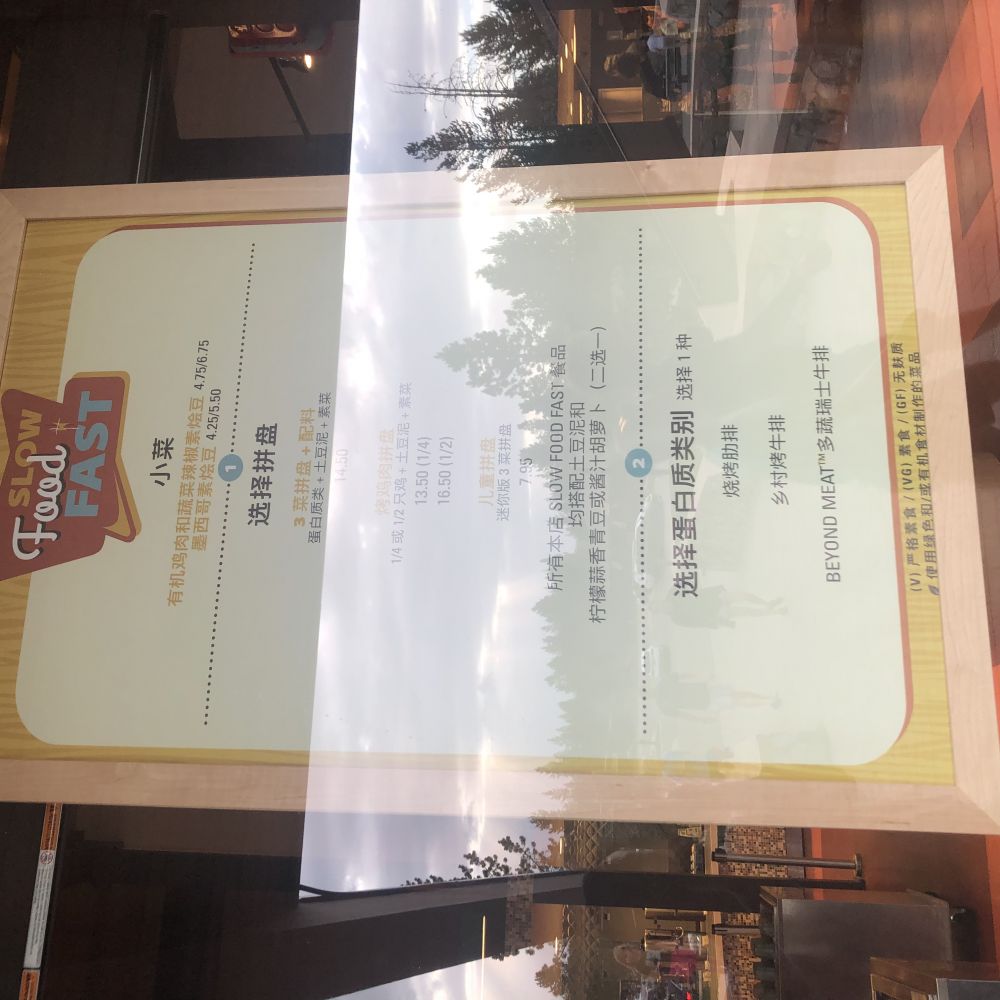 SLOW
Food
FAST
小菜
有机鸡肉和蔬菜辣椒素烩豆 4.75/6.75
墨西哥素烩豆 4.25/5.50
1
选择拼盘
3 菜拼盘 + 配料
蛋白质类 + 土豆泥 + 素菜
14.50
烤鸡鸡肉拼盘
1/4 或 1/2 只鸡 + 土豆泥 + 素菜
13.50 (1/4)
16.50 (1/2)
儿童拼盘
迷你版 3 菜拼盘
7.95
所有本店 SLOW FOOD FAST 餐品
均搭配土豆泥和
柠檬蒜香青豆或酱汁胡萝卜 (二选一)
2
选择蛋白质类别 选择 1 种
烧烤肋排
乡村烤牛排
BEYOND MEAT™多蔬瑞士牛排
(V) 严格素食 / (VG) 素食 / (GF) 无麸质
使用绿色和/或有机食材制作的菜品